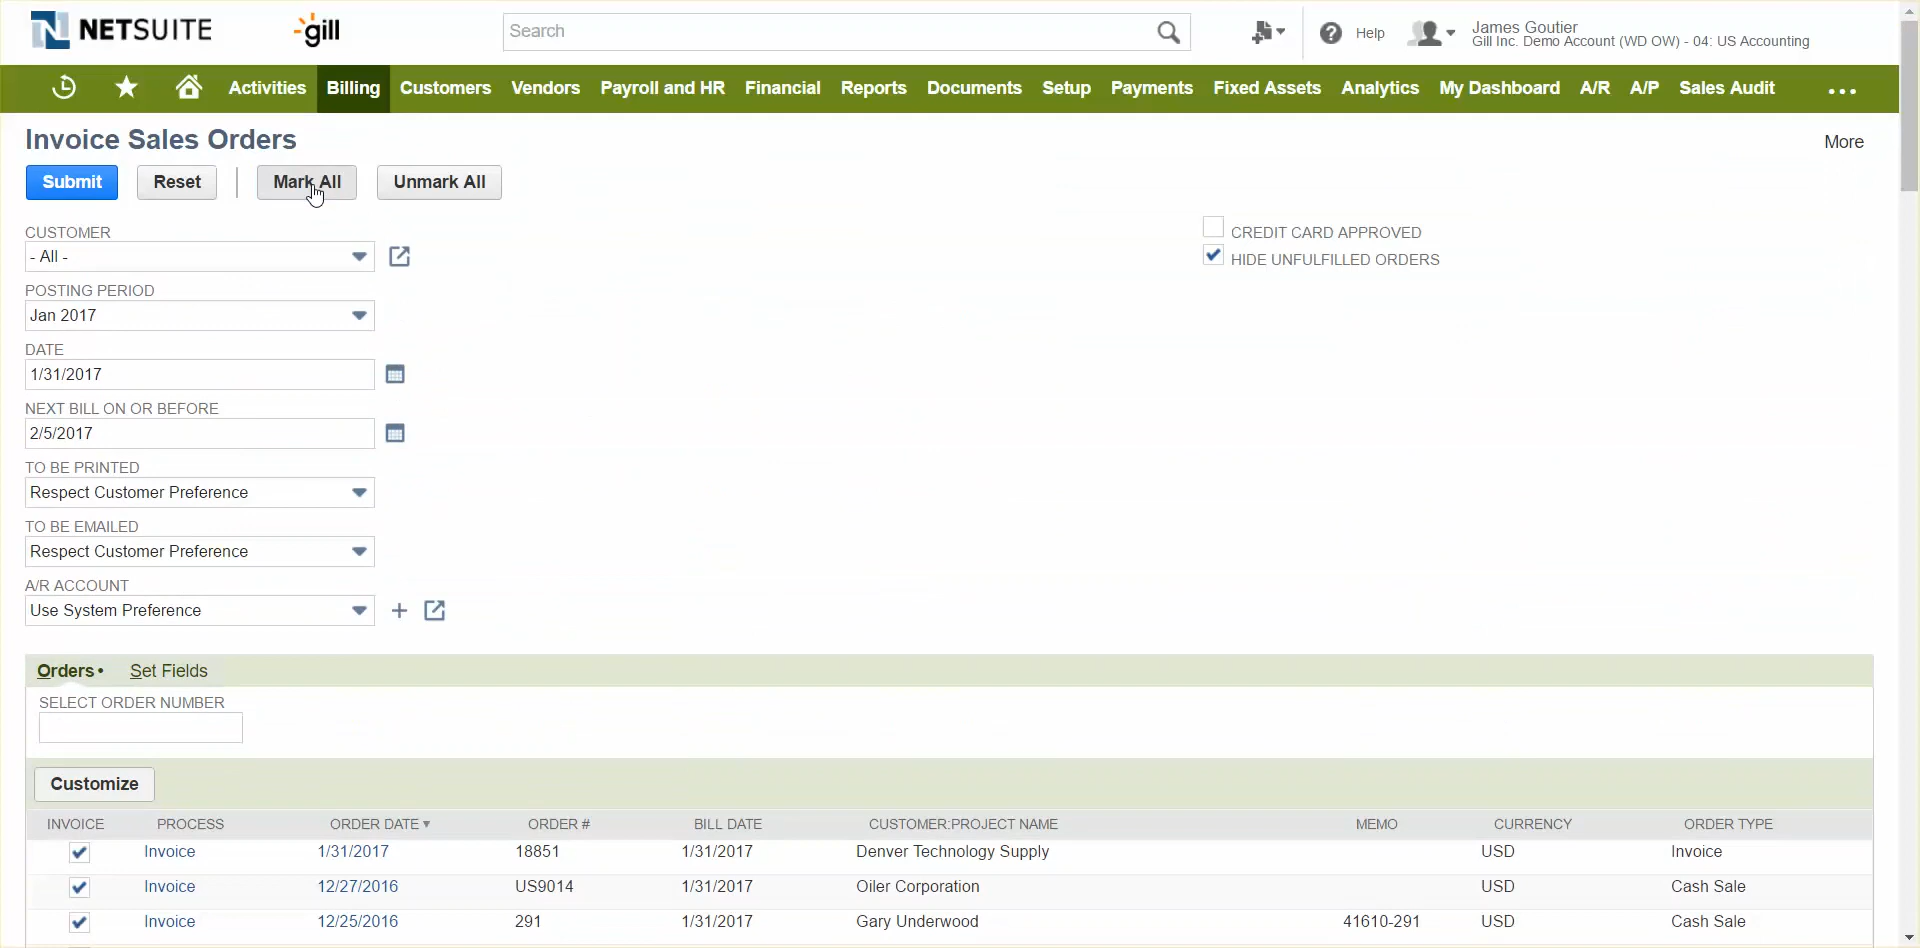 NETSUITE
gill
Search
Help
James Goutier
Gill Inc. Demo Account (WD OW) - 04: US Accounting
Activities Billing Customers Vendors Payroll and HR Financial Reports Documents Setup Payments Fixed Assets Analytics My Dashboard A/R A/P Sales Audit ...
Invoice Sales Orders
More
Submit Reset Mark All Unmark All
CUSTOMER
- All -
CREDIT CARD APPROVED
HIDE UNFULFILLED ORDERS
POSTING PERIOD
Jan 2017
DATE
1/31/2017
NEXT BILL ON OR BEFORE
2/5/2017
TO BE PRINTED
Respect Customer Preference
TO BE EMAILED
Respect Customer Preference
A/R ACCOUNT
Use System Preference
Orders • Set Fields
SELECT ORDER NUMBER
Customize
INVOICE PROCESS ORDER DATE ▼ ORDER # BILL DATE CUSTOMER:PROJECT NAME MEMO CURRENCY ORDER TYPE
Invoice 1/31/2017 18851 1/31/2017 Denver Technology Supply USD Invoice
Invoice 12/27/2016 US9014 1/31/2017 Oiler Corporation USD Cash Sale
Invoice 12/25/2016 291 1/31/2017 Gary Underwood 41610-291 USD Cash Sale